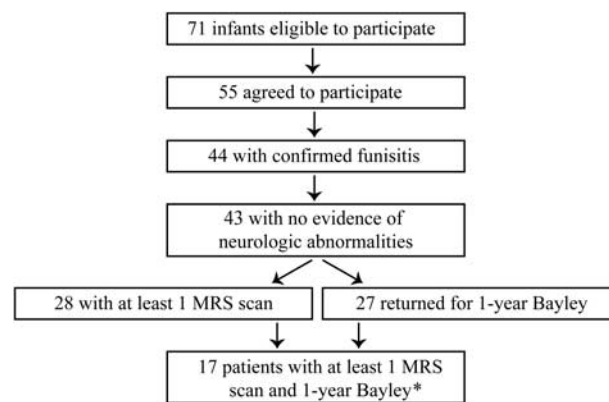 71 infants eligible to participate
55 agreed to participate
44 with confirmed funisitis
43 with no evidence of
neurologic abnormalities
28 with at least 1 MRS scan
27 returned for 1-year Bayley
17 patients with at least 1 MRS
scan and 1-year Bayley*